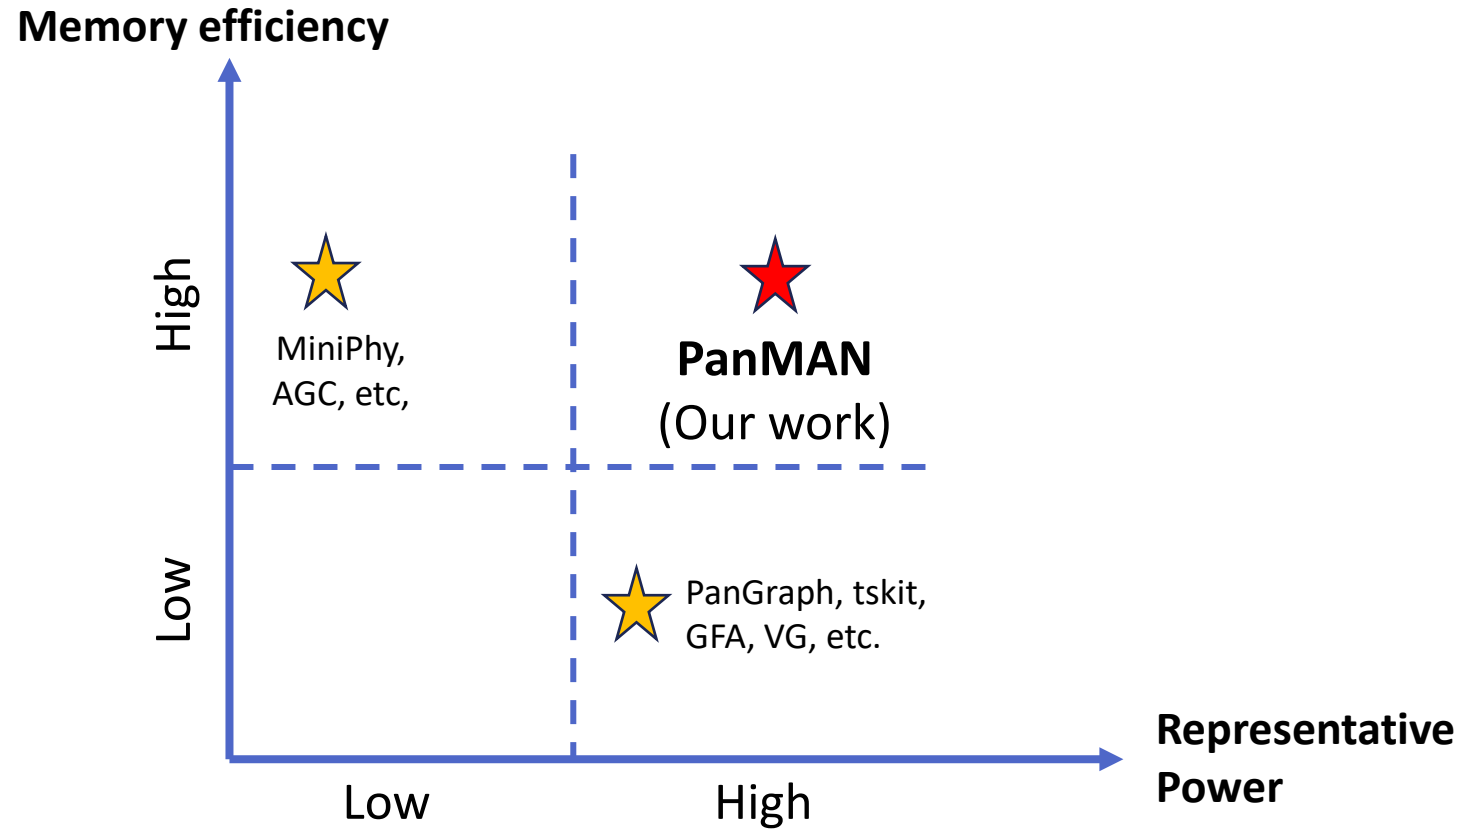 Memory efficiency
High
MiniPhy,
AGC, etc,
PanMAN
(Our work)
Low
PanGraph, tskit,
GFA, VG, etc.
Representative
Power
Low
High